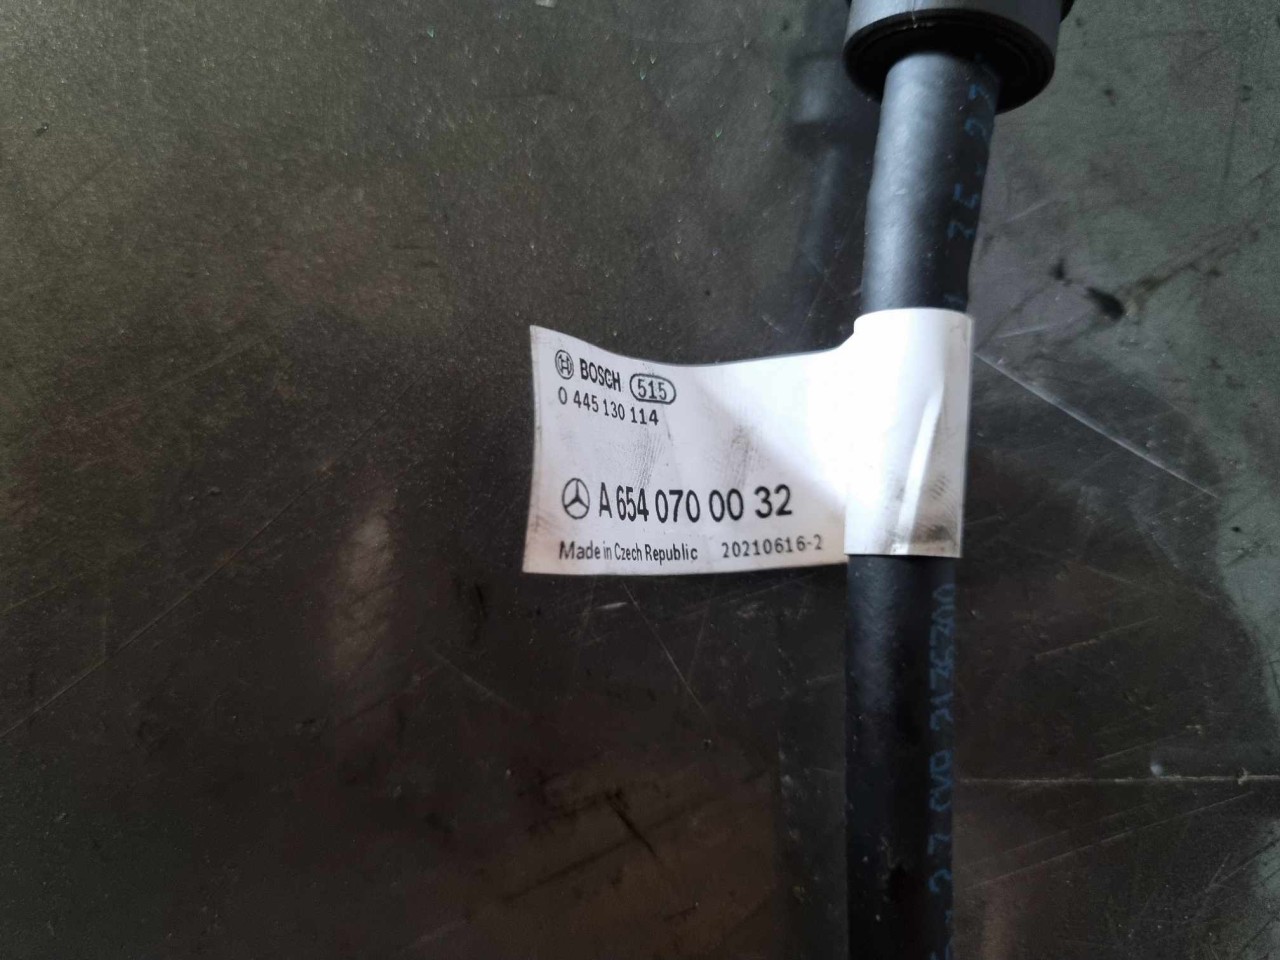 BOSCH 515
0 445 130 114
A 654 070 00 32
Made in Czech Republic 20210616-2